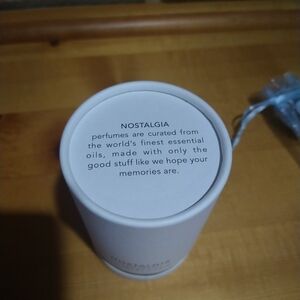 NOSTALGIA
perfumes are curated from
the world's finest essential
oils, made with only the
good stuff like we hope your
memories are.
NOSTALGIA